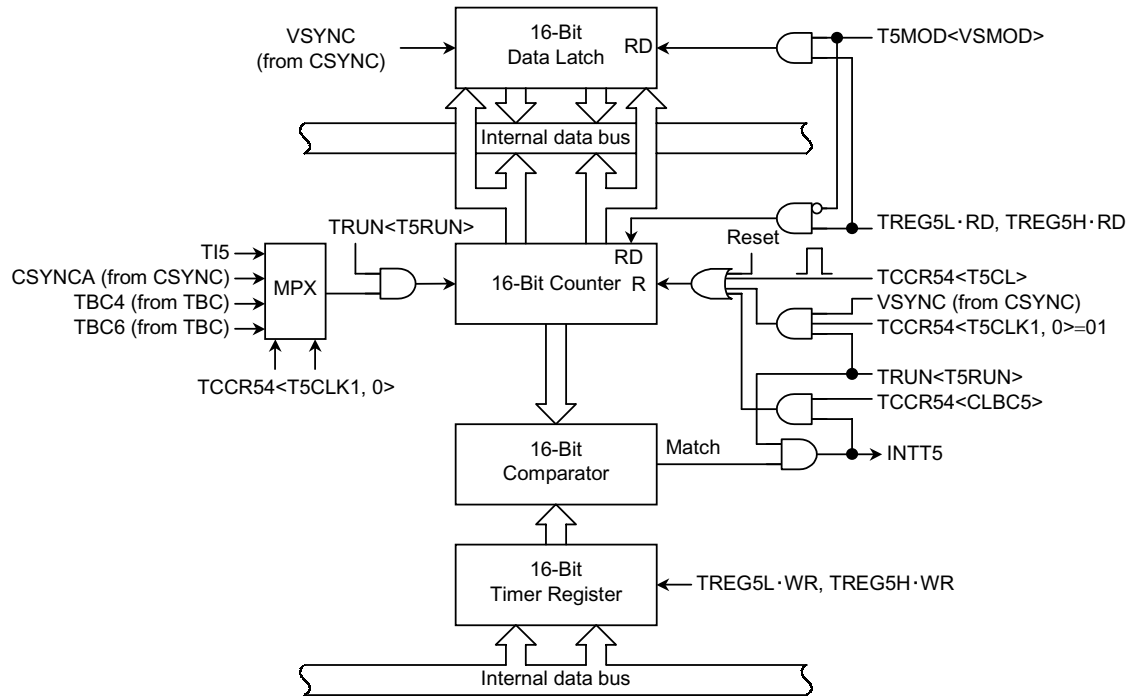 VSYNC
(from CSYNC)
16-Bit
Data Latch
RD
T5MOD<VSMOD>
Internal data bus
TRUN<T5RUN>
TREG5L·RD, TREG5H·RD
Reset
TI5
CSYNCA (from CSYNC)
TBC4 (from TBC)
TBC6 (from TBC)
MPX
TCCR54<T5CLK1, 0>
RD
16-Bit Counter
R
TCCR54<T5CL>
VSYNC (from CSYNC)
TCCR54<T5CLK1, 0>=01
TRUN<T5RUN>
TCCR54<CLBC5>
16-Bit
Comparator
Match
INTT5
16-Bit
Timer Register
TREG5L·WR, TREG5H·WR
Internal data bus